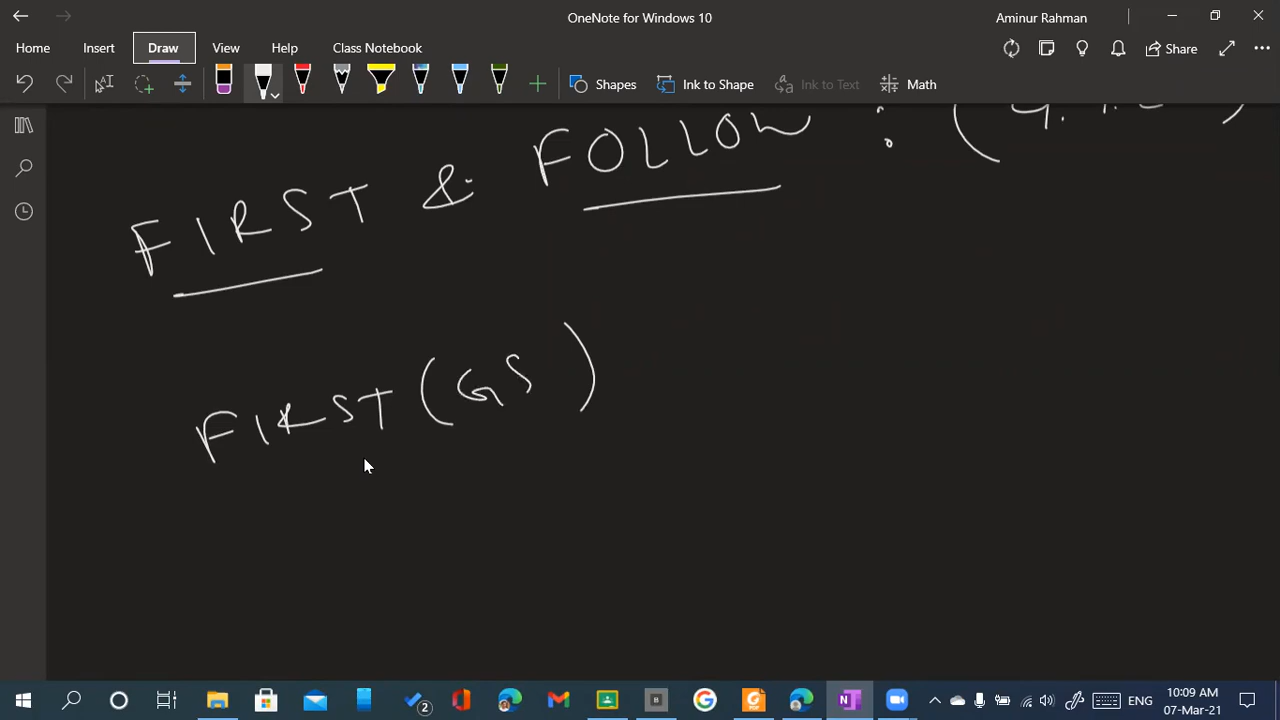 OneNote for Windows 10
Aminur Rahman
Home Insert Draw View Help Class Notebook
Share
Shapes Ink to Shape Ink to Text Math
FIRST & FOLLOW : (
FIRST (GS)
2
ENG
10:09 AM
07-Mar-21